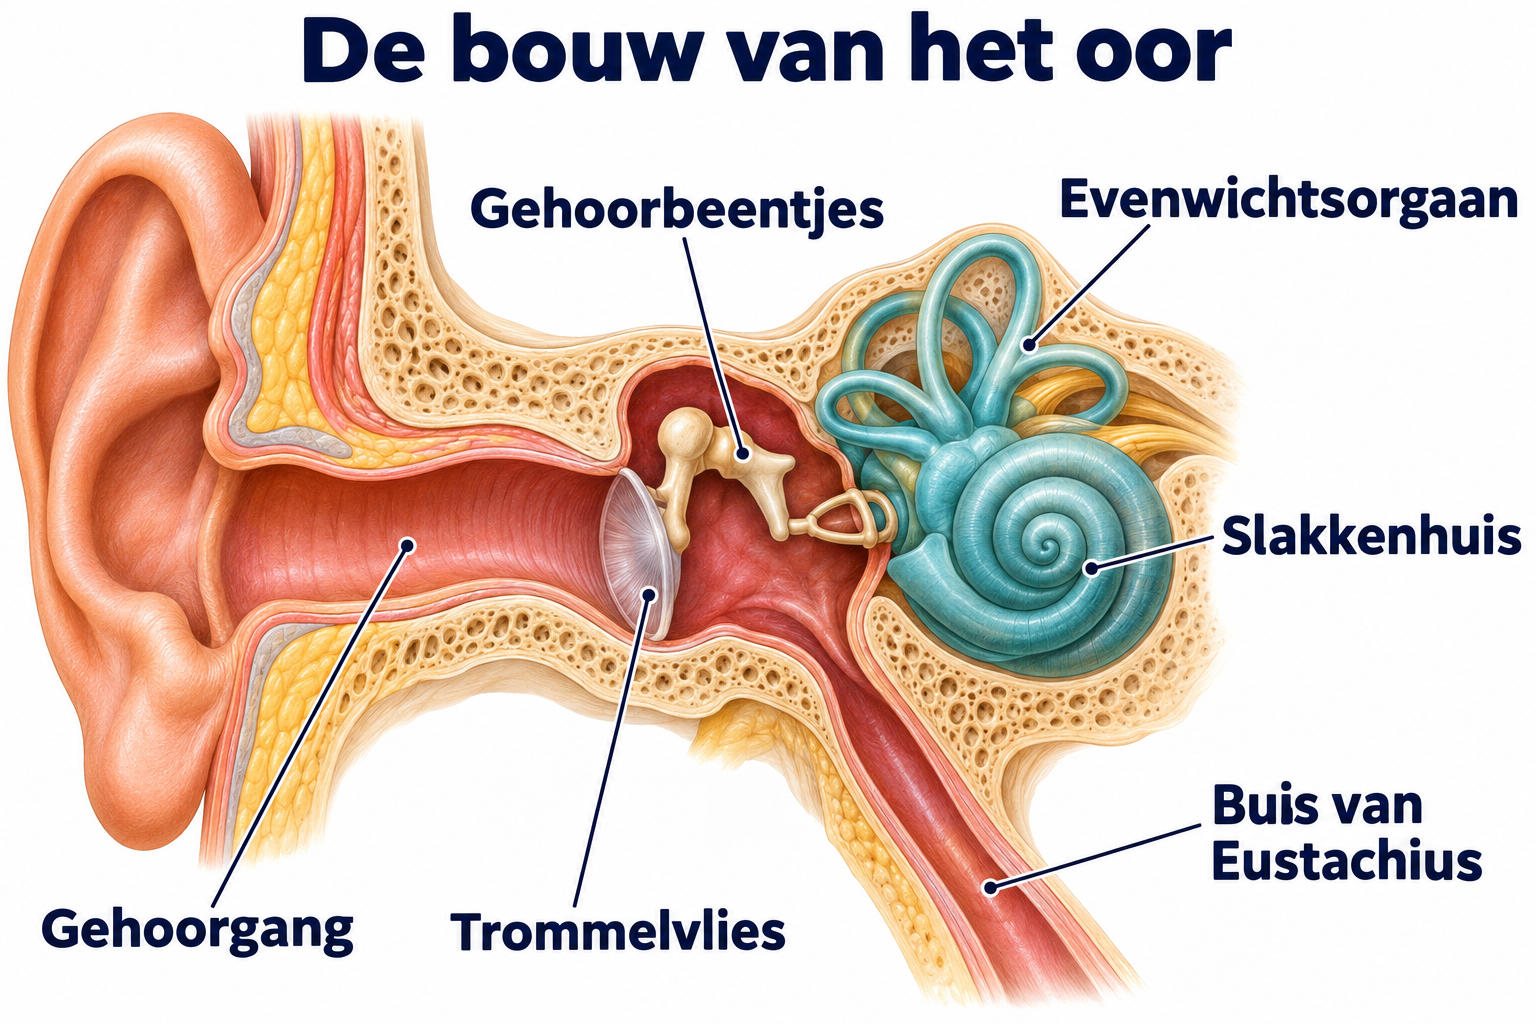 De bouw van het oor
Gehoorbeentjes
Evenwichtsorgaan
Slakkenhuis
Buis van
Eustachius
Gehoorgang
Trommelvlies